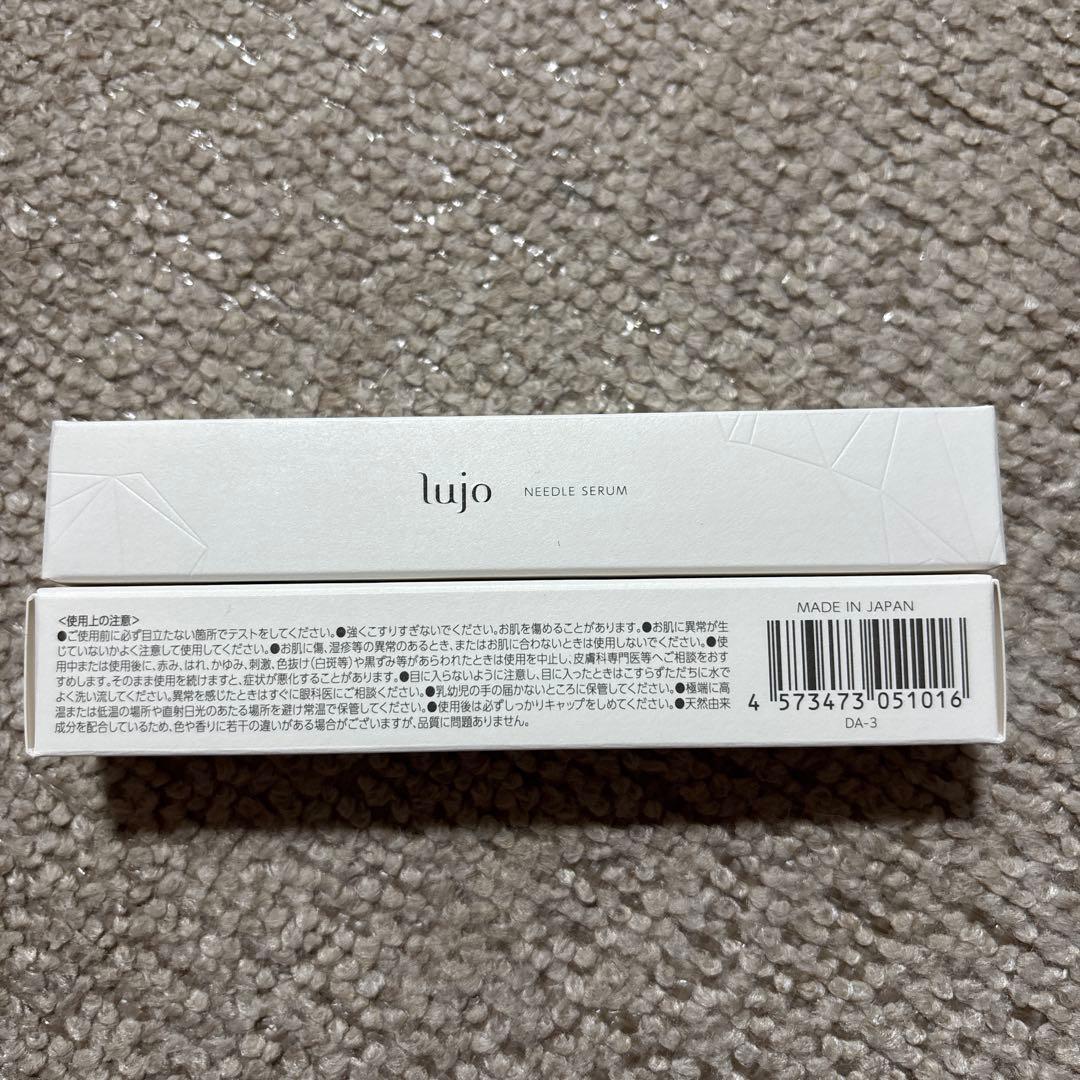 lujo NEEDLE SERUM
<使用上の注意>
●ご使用前に必ず目立たない箇所でテストをしてください。●強くこすりすぎないでください。お肌を傷めることがあります。●お肌に異常が生
じていないかよく注意して使用してください。●お肌に傷、湿疹等の異常のあるとき、またはお肌に合わないときは使用しないでください。●使
用中または使用後に、赤み、はれ、かゆみ、刺激、色抜け(白斑等)や黒ずみ等があらわれたときは使用を中止し、皮膚科専門医等へご相談をおす
すめします。そのまま使用を続けますと、症状が悪化することがあります。●目に入らないように注意し、目に入ったときはこすらずただちに水で
よく洗い流してください。異常を感じたときはすぐに眼科医にご相談ください。●乳幼児の手の届かないところに保管してください。●極端に高
温または低温の場所や直射日光のあたる場所を避け常温で保管してください。●使用後は必ずしっかりキャップをしめてください。●天然由来
成分を配合しているため、色や香りに若干の違いがある場合がございますが、品質に問題ありません。
MADE IN JAPAN
4 573473 051016
DA-3